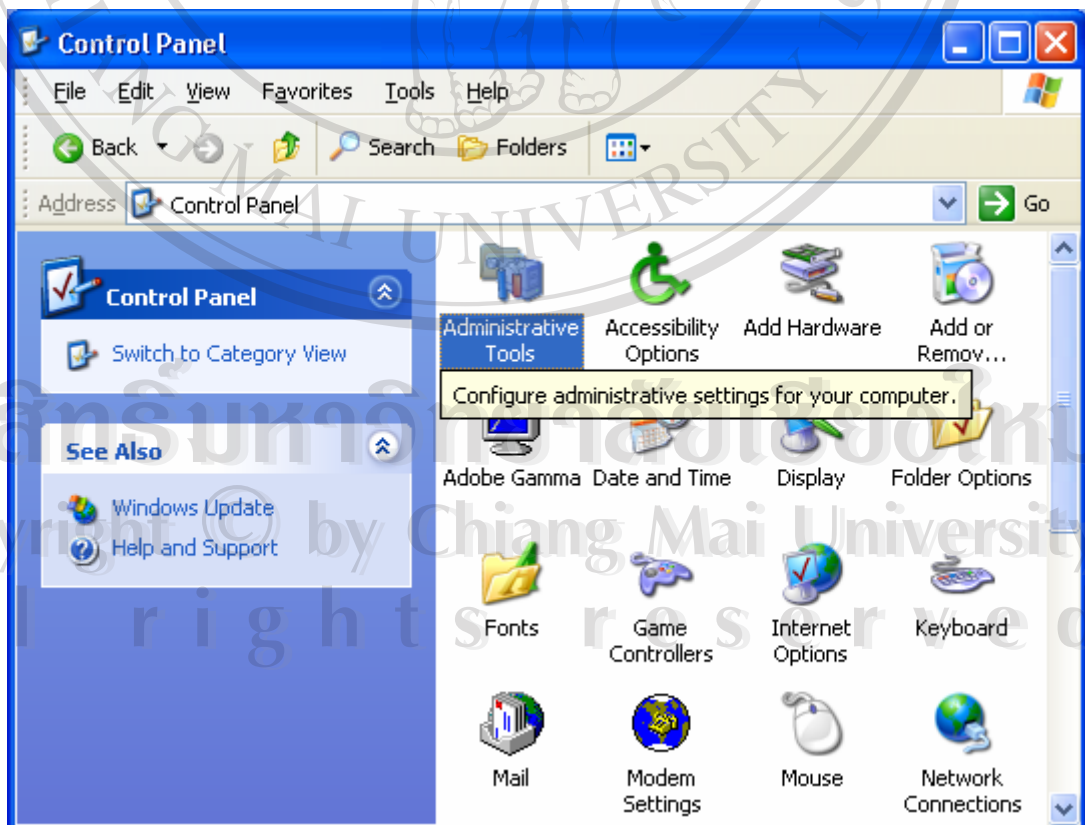 Control Panel
File Edit View Favorites Tools Help
Back Search Folders
Address Control Panel Go
Control Panel
Switch to Category View
See Also
Windows Update
Help and Support
Administrative Tools
Accessibility Options
Add Hardware
Add or Remov...
Configure administrative settings for your computer.
Adobe Gamma
Date and Time
Display
Folder Options
Fonts
Game Controllers
Internet Options
Keyboard
Mail
Modem Settings
Mouse
Network Connections
MAI UNIVERSITY
© by Chiang Mai University
rights reserved